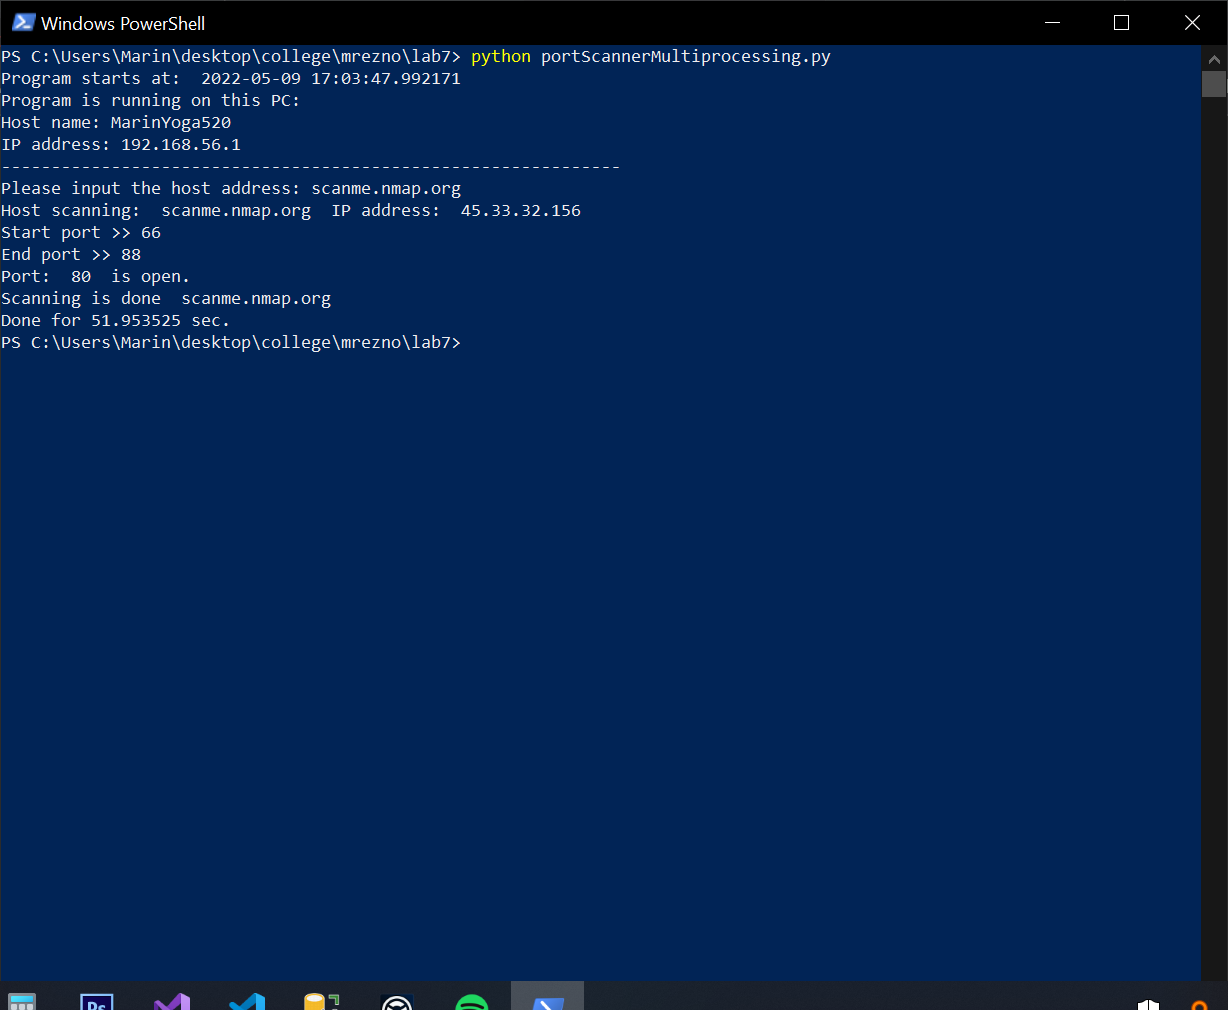 Windows PowerShell
PS C:\Users\Marin\desktop\college\mrezno\lab7> python portScannerMultiprocessing.py
Program starts at:  2022-05-09 17:03:47.992171
Program is running on this PC:
Host name: MarinYoga520
IP address: 192.168.56.1
--------------------------------------------------------------
Please input the host address: scanme.nmap.org
Host scanning:  scanme.nmap.org  IP address:  45.33.32.156
Start port >> 66
End port >> 88
Port:  80  is open.
Scanning is done  scanme.nmap.org
Done for 51.953525 sec.
PS C:\Users\Marin\desktop\college\mrezno\lab7>
Ps